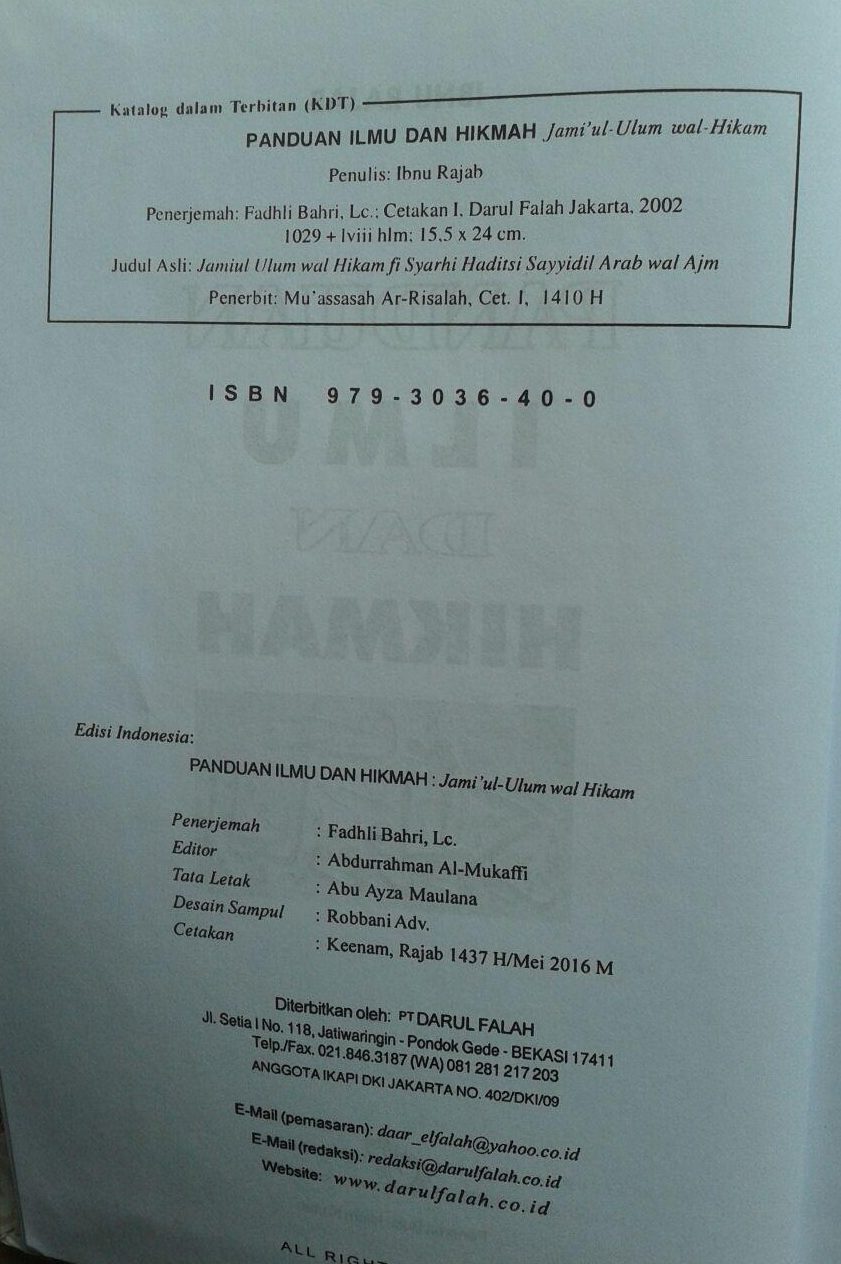 Katalog dalam Terbitan (KDT)
PANDUAN ILMU DAN HIKMAH Jami'ul-Ulum wal-Hikam
Penulis: Ibnu Rajab
Penerjemah: Fadhli Bahri, Lc.; Cetakan I, Darul Falah Jakarta, 2002
1029 + lviii hlm; 15,5 x 24 cm.
Judul Asli: Jamiul Ulum wal Hikam fi Syarhi Haditsi Sayyidil Arab wal Ajm
Penerbit: Mu'assasah Ar-Risalah, Cet. I, 1410 H
ISBN 979-3036-40-0
Edisi Indonesia:
PANDUAN ILMU DAN HIKMAH : Jami'ul-Ulum wal Hikam
Penerjemah : Fadhli Bahri, Lc.
Editor : Abdurrahman Al-Mukaffi
Tata Letak : Abu Ayza Maulana
Desain Sampul : Robbani Adv.
Cetakan : Keenam, Rajab 1437 H/Mei 2016 M
Diterbitkan oleh: PT DARUL FALAH
Jl. Setia I No. 118, Jatiwaringin - Pondok Gede - BEKASI 17411
Telp./Fax. 021.846.3187 (WA) 081 281 217 203
ANGGOTA IKAPI DKI JAKARTA NO. 402/DKI/09
E-Mail (pemasaran): daar_elfalah@yahoo.co.id
E-Mail (redaksi): redaksi@darulfalah.co.id
Website: www.darulfalah.co.id
ALL RIGHT